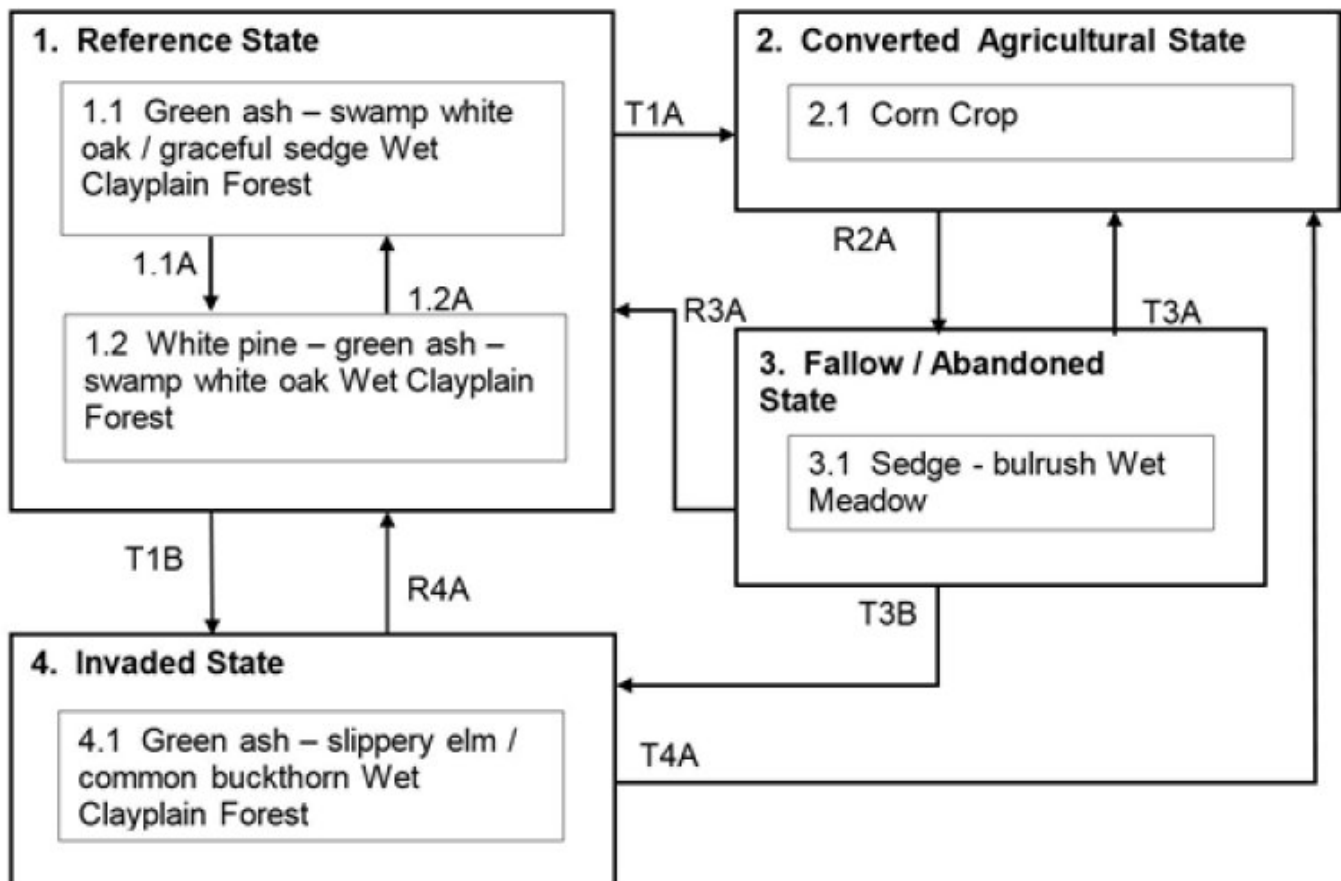 1. Reference State
1.1 Green ash – swamp white
oak / graceful sedge Wet
Clayplain Forest
1.1A
1.2A
1.2 White pine – green ash –
swamp white oak Wet Clayplain
Forest
T1A
2. Converted Agricultural State
2.1 Corn Crop
R2A
T3A
R3A
3. Fallow / Abandoned
State
3.1 Sedge - bulrush Wet
Meadow
T1B
R4A
T3B
4. Invaded State
4.1 Green ash – slippery elm /
common buckthorn Wet
Clayplain Forest
T4A